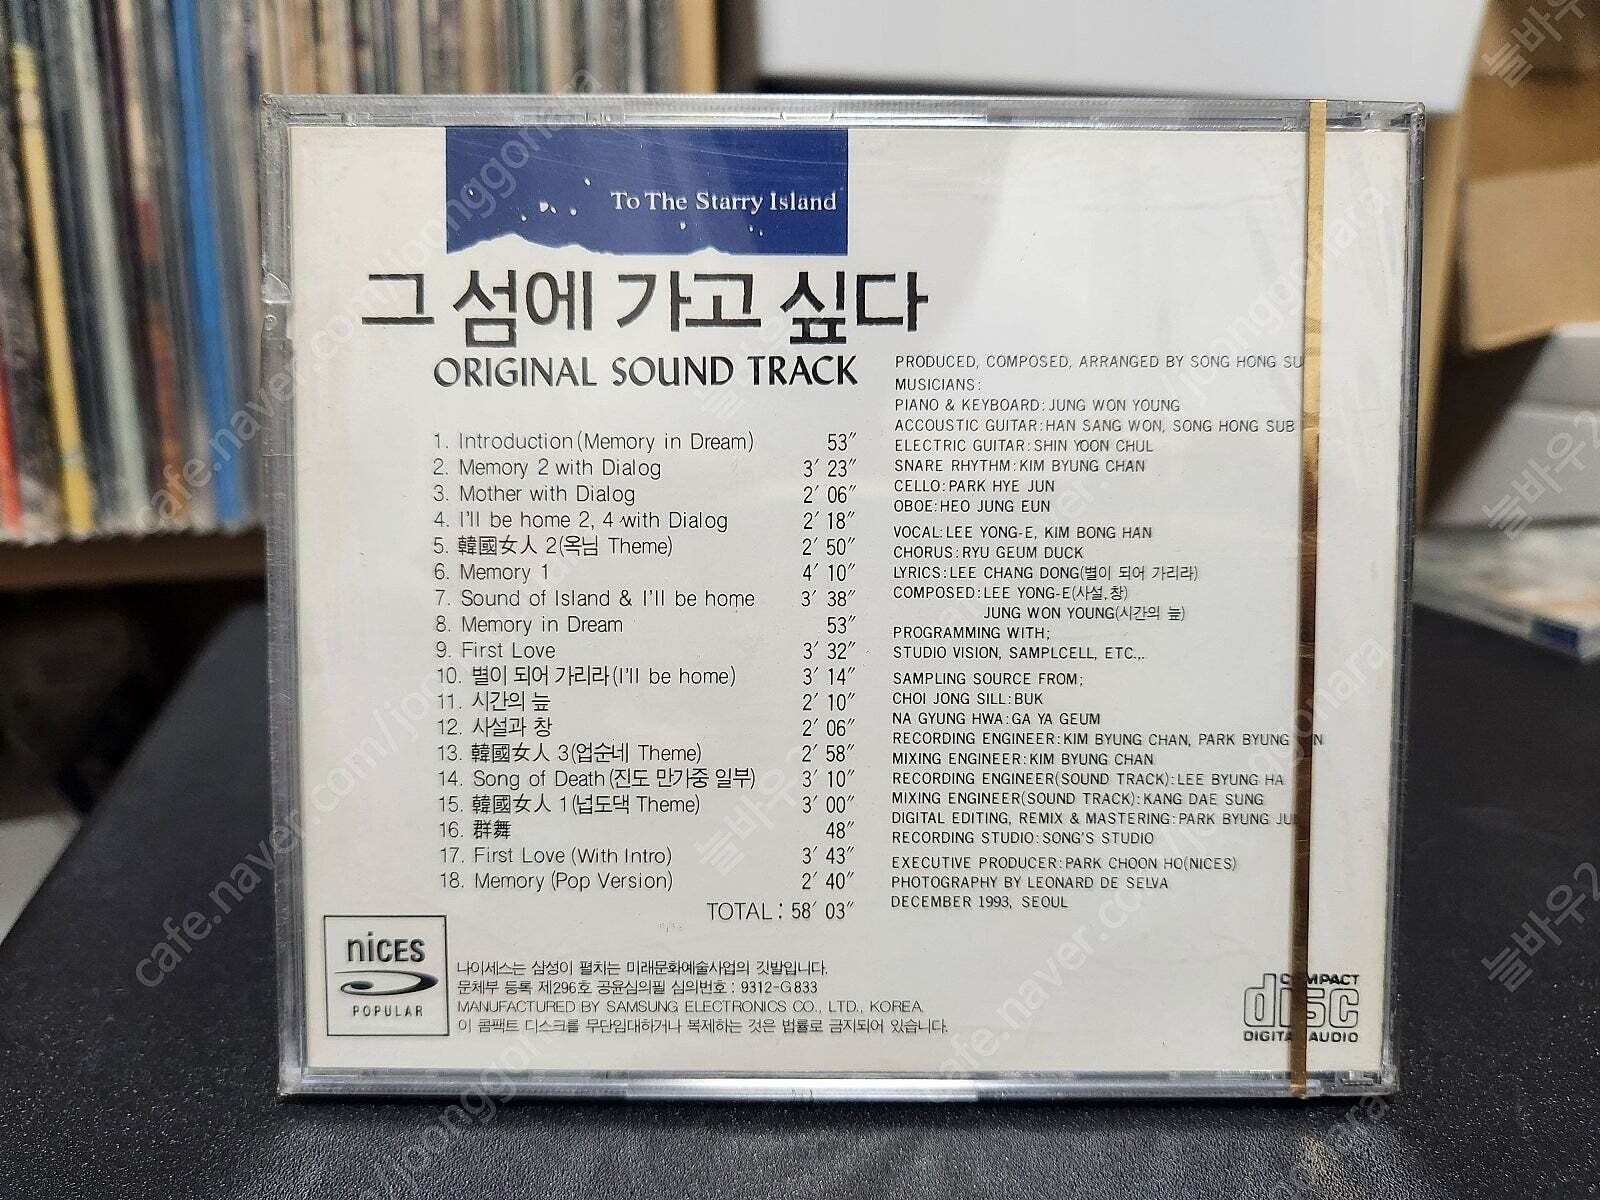 To The Starry Island
그 섬에 가고 싶다
ORIGINAL SOUND TRACK
1. Introduction(Memory in Dream) 53″
2. Memory 2 with Dialog 3′ 23″
3. Mother with Dialog 2′ 06″
4. I'll be home 2, 4 with Dialog 2′ 18″
5. 韓國女人 2(옥님 Theme) 2′ 50″
6. Memory 1 4′ 10″
7. Sound of Island & I'll be home 3′ 38″
8. Memory in Dream 53″
9. First Love 3′ 32″
10. 별이 되어 가리라(I'll be home) 3′ 14″
11. 시간의 늪 2′ 10″
12. 사설과 창 2′ 06″
13. 韓國女人 3(업순네 Theme) 2′ 58″
14. Song of Death(진도 만가중 일부) 3′ 10″
15. 韓國女人 1(넙도댁 Theme) 3′ 00″
16. 群舞 48″
17. First Love(With Intro) 3′ 43″
18. Memory(Pop Version) 2′ 40″
TOTAL : 58′ 03″
PRODUCED, COMPOSED, ARRANGED BY SONG HONG SU
MUSICIANS:
PIANO & KEYBOARD:JUNG WON YOUNG
ACCOUSTIC GUITAR:HAN SANG WON, SONG HONG SUB
ELECTRIC GUITAR:SHIN YOON CHUL
SNARE RHYTHM:KIM BYUNG CHAN
CELLO:PARK HYE JUN
OBOE:HEO JUNG EUN
VOCAL:LEE YONG-E, KIM BONG HAN
CHORUS:RYU GEUM DUCK
LYRICS:LEE CHANG DONG(별이 되어 가리라)
COMPOSED:LEE YONG-E(사설,창)
JUNG WON YOUNG(시간의 늪)
PROGRAMMING WITH;
STUDIO VISION, SAMPLCELL, ETC.,.
SAMPLING SOURCE FROM;
CHOI JONG SILL:BUK
NA GYUNG HWA:GA YA GEUM
RECORDING ENGINEER:KIM BYUNG CHAN, PARK BYUNG
MIXING ENGINEER:KIM BYUNG CHAN
RECORDING ENGINEER(SOUND TRACK):LEE BYUNG HA
MIXING ENGINEER(SOUND TRACK):KANG DAE SUNG
DIGITAL EDITING, REMIX & MASTERING:PARK BYUNG
RECORDING STUDIO:SONG'S STUDIO
EXECUTIVE PRODUCER:PARK CHOON HO(NICES)
PHOTOGRAPHY BY LEONARD DE SELVA
DECEMBER 1993, SEOUL
nices
POPULAR
나이세스는 삼성이 펼치는 미래문화예술사업의 깃발입니다.
문체부 등록 제296호 공윤심의필 심의번호 : 9312-G833
MANUFACTURED BY SAMSUNG ELECTRONICS CO., LTD., KOREA.
이 콤팩트 디스크를 무단임대하거나 복제하는 것은 법률로 금지되어 있습니다.
COMPACT
disc
DIGITAL AUDIO
cafe.naver.com/joonggonara
늘바우2